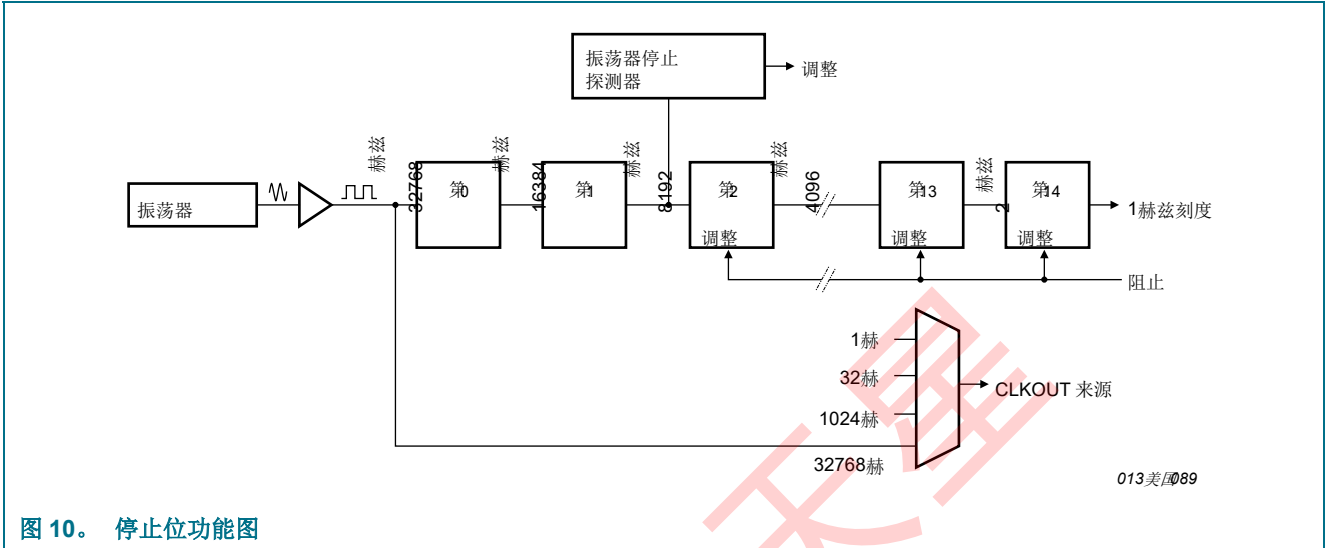 振荡器停止
探测器
调整
赫兹
赫兹
赫兹
赫兹
赫兹
振荡器
32768
第0
16384
第1
8192
第2
调整
4096
第13
调整
2
第14
调整
1赫兹刻度
阻止
1赫
32赫
1024赫
32768赫
CLKOUT 来源
天星
013美国089
图 10。 停止位功能图